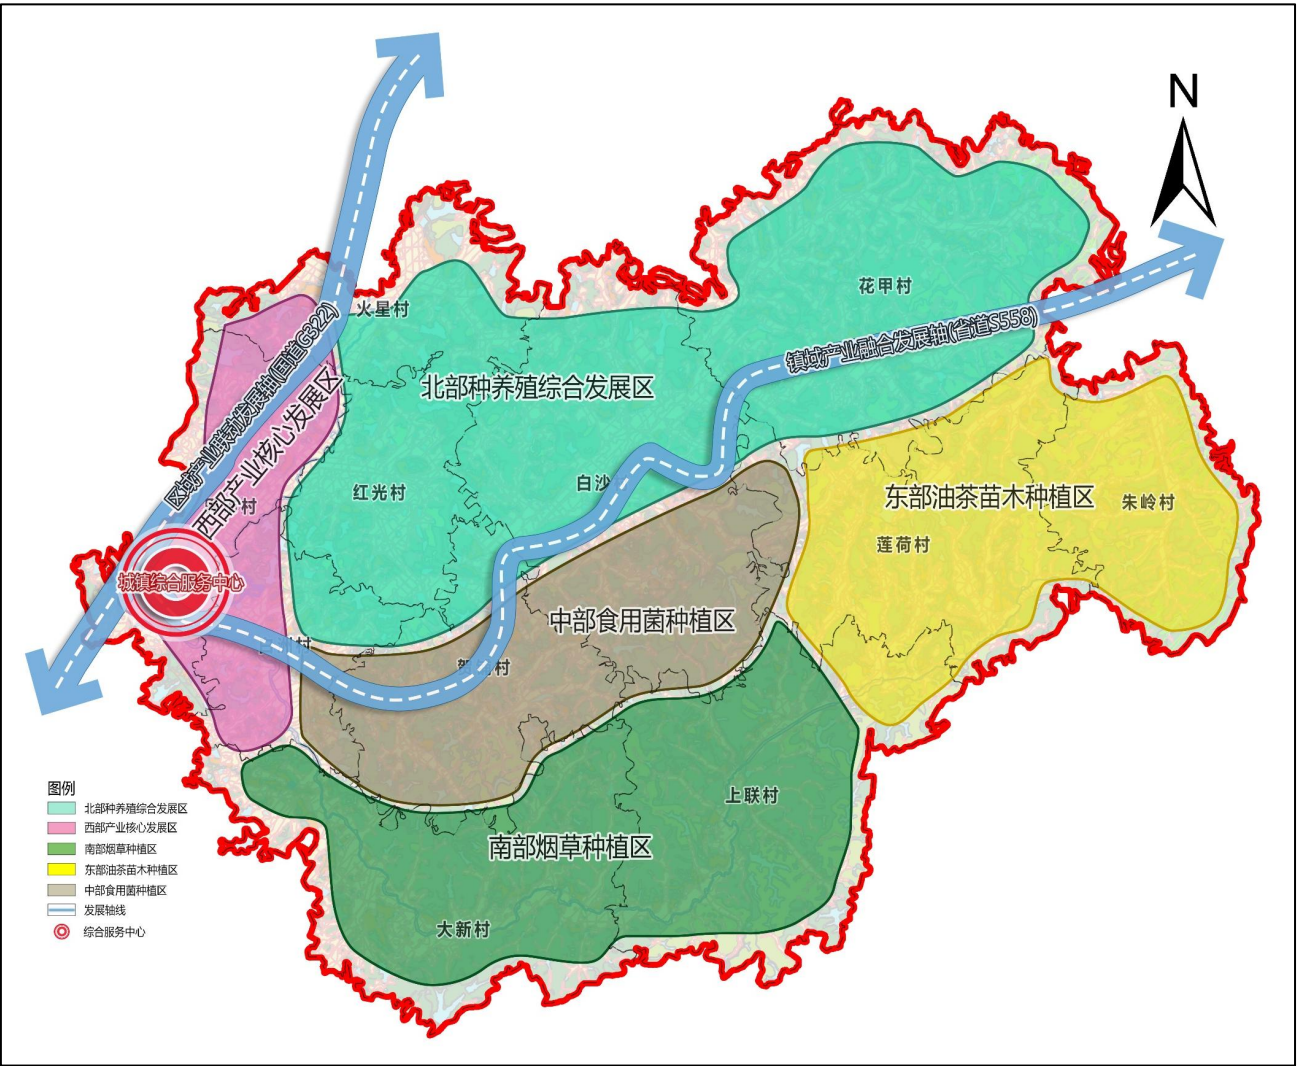 N
火星村
花甲村
区域产业联动发展轴(国道G322)
镇域产业融合发展轴(省道S558)
西部产业核心发展区
北部种养殖综合发展区
红光村
白沙
村
东部油茶苗木种植区
朱岭村
莲荷村
城镇综合服务中心
中部食用菌种植区
村
村
上联村
南部烟草种植区
大新村
图例
北部种养殖综合发展区
西部产业核心发展区
南部烟草种植区
东部油茶苗木种植区
中部食用菌种植区
发展轴线
综合服务中心